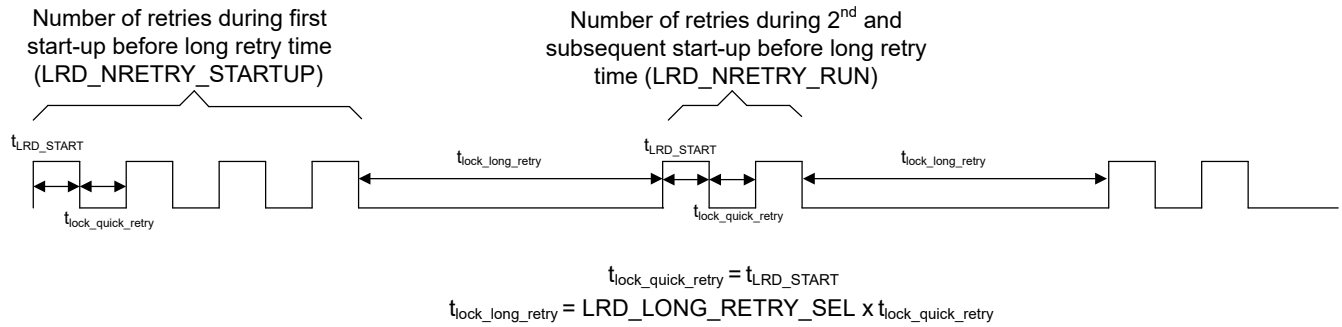 Number of retries during first
start-up before long retry time
(LRD_NRETRY_STARTUP)
Number of retries during 2nd and
subsequent start-up before long retry
time (LRD_NRETRY_RUN)
tLRD_START
tlock_quick_retry
tlock_long_retry
tLRD_START
tlock_quick_retry
tlock_long_retry
tlock_quick_retry = tLRD_START
tlock_long_retry = LRD_LONG_RETRY_SEL x tlock_quick_retry